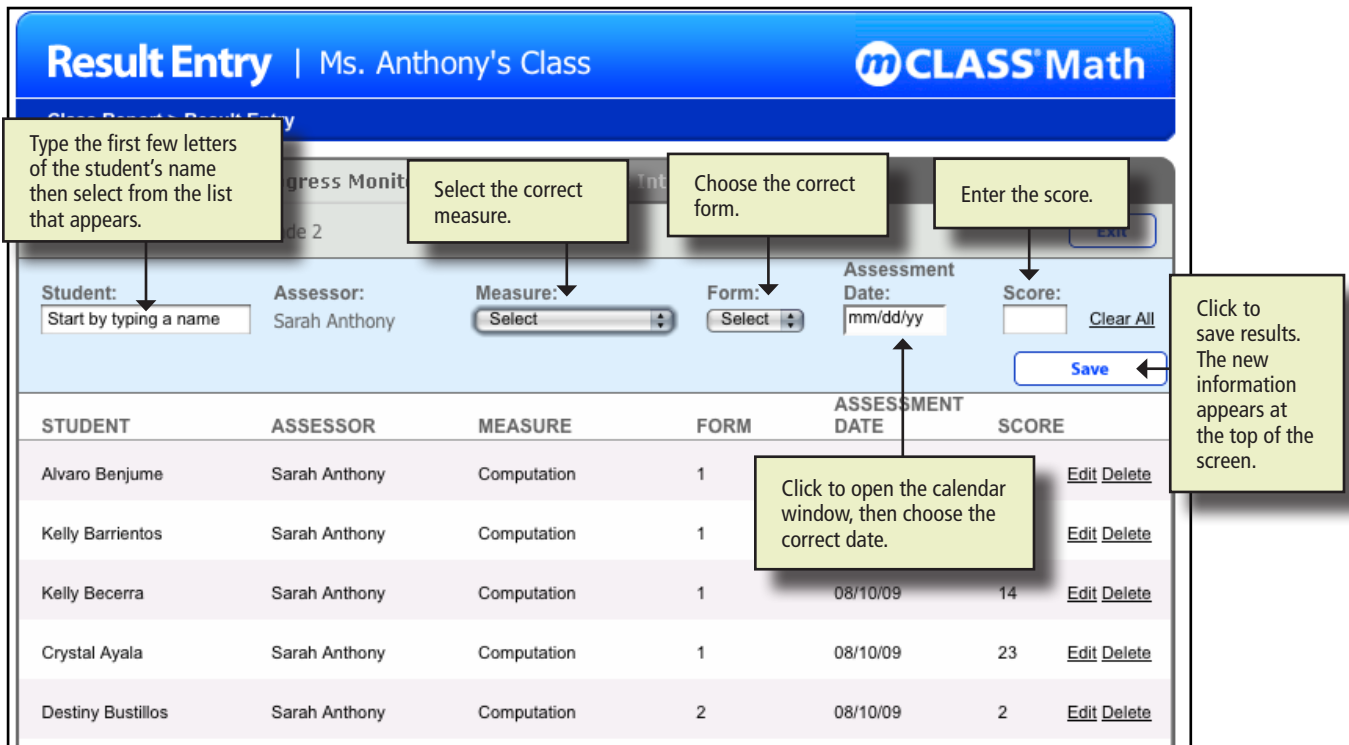 Result Entry | Ms. Anthony's Class
mCLASS® Math
Class Report > Result Entry
Type the first few letters
of the student's name
then select from the list
that appears.
Select the correct
measure.
Choose the correct
form.
Enter the score.
Exit
Student:
Assessor:
Measure:
Form:
Assessment
Date:
Score:
Start by typing a name
Sarah Anthony
Select
Select
mm/dd/yy
Clear All
Save
Click to
save results.
The new
information
appears at
the top of the
screen.
STUDENT ASSESSOR MEASURE FORM ASSESSMENT DATE SCORE
Alvaro Benjume Sarah Anthony Computation 1 Edit Delete
Click to open the calendar
window, then choose the
correct date.
Kelly Barrientos Sarah Anthony Computation 1 Edit Delete
Kelly Becerra Sarah Anthony Computation 1 08/10/09 14 Edit Delete
Crystal Ayala Sarah Anthony Computation 1 08/10/09 23 Edit Delete
Destiny Bustillos Sarah Anthony Computation 2 08/10/09 2 Edit Delete